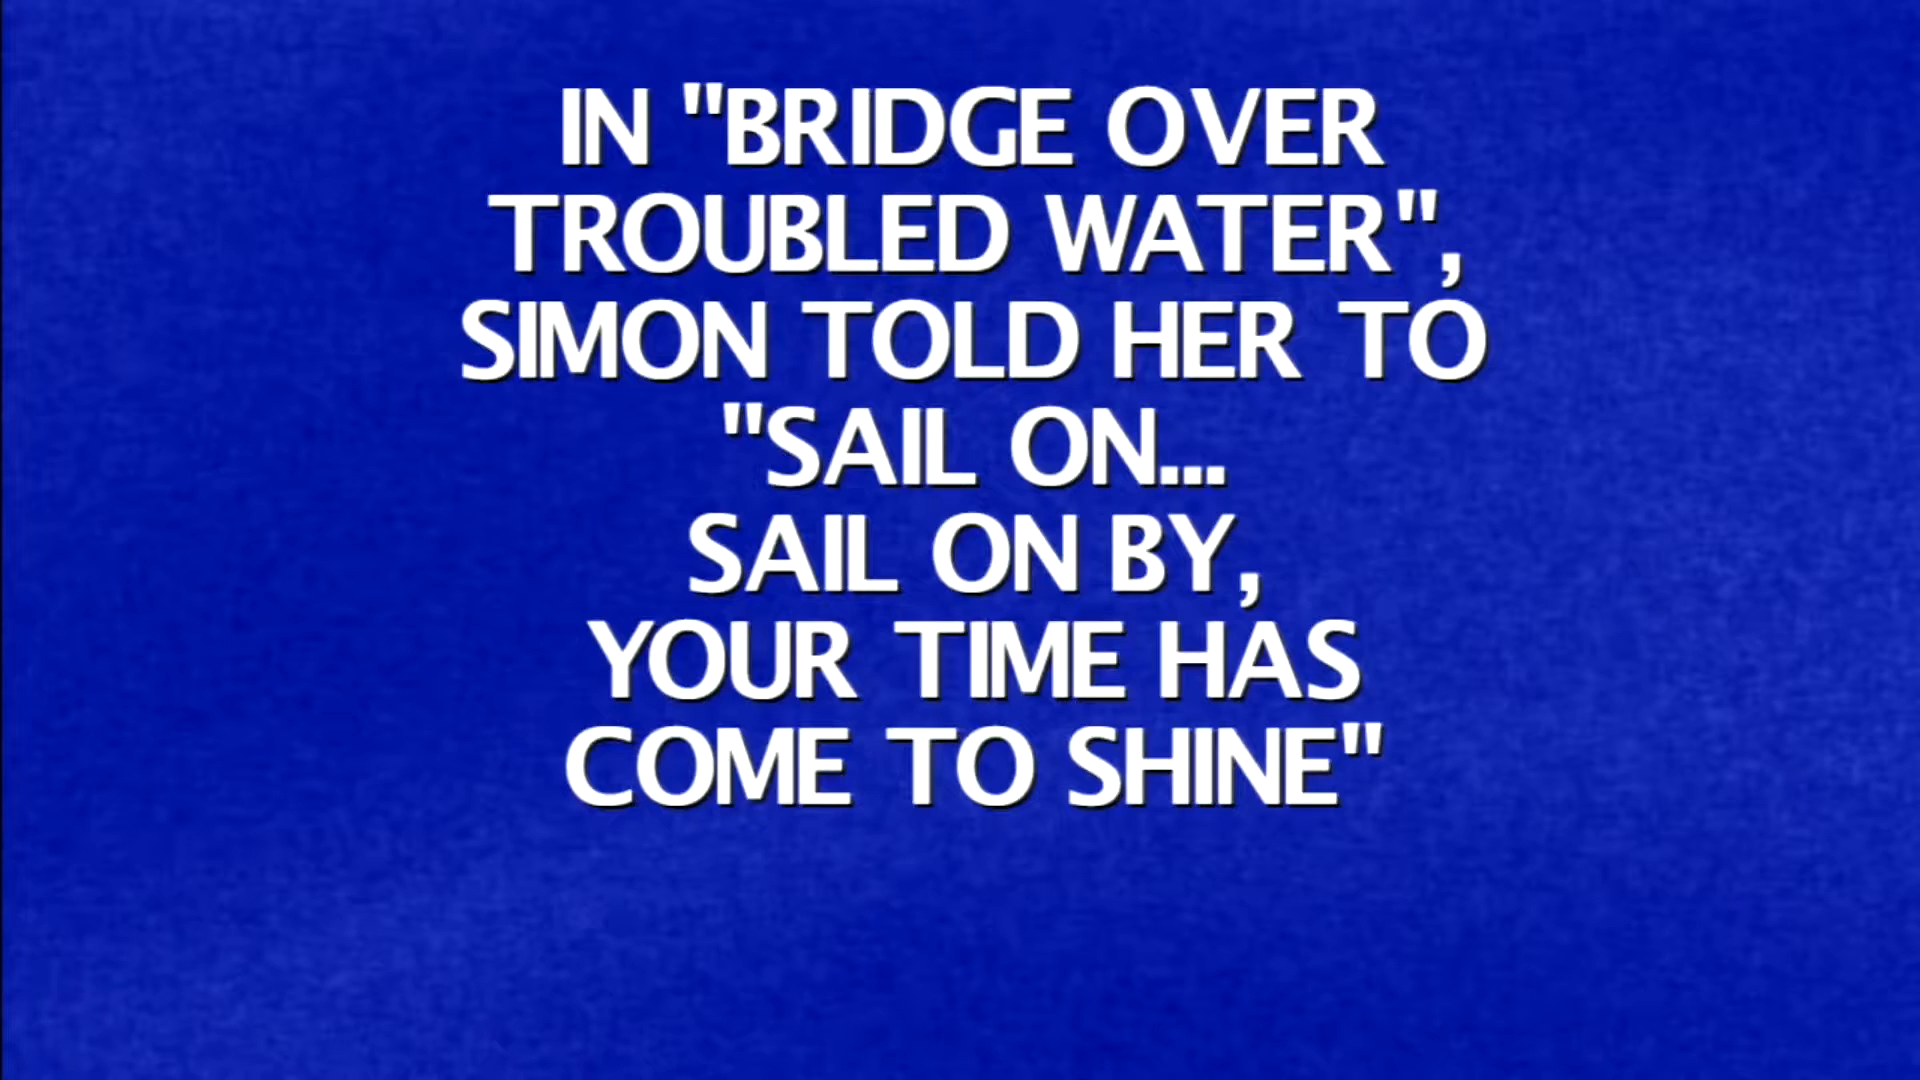 IN "BRIDGE OVER
TROUBLED WATER",
SIMON TOLD HER TO
"SAIL ON...
SAIL ON BY,
YOUR TIME HAS
COME TO SHINE"